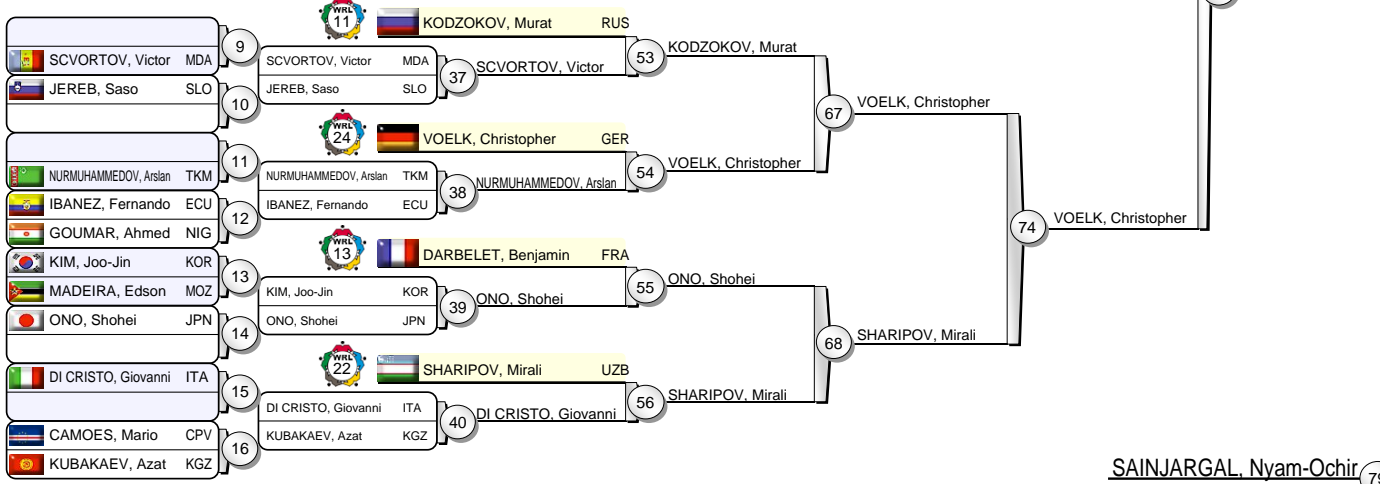 WRL 11 KODZOKOV, Murat RUS
SCVORTOV, Victor MDA
9
JEREB, Saso SLO
10
SCVORTOV, Victor MDA
JEREB, Saso SLO
37
SCVORTOV, Victor
53
KODZOKOV, Murat
WRL 24 VOELK, Christopher GER
NURMUHAMMEDOV, Arslan TKM
11
IBANEZ, Fernando ECU
GOUMAR, Ahmed NIG
12
NURMUHAMMEDOV, Arslan TKM
IBANEZ, Fernando ECU
38
NURMUHAMMEDOV, Arslan
54
VOELK, Christopher
67
VOELK, Christopher
WRL 13 DARBELET, Benjamin FRA
KIM, Joo-Jin KOR
MADEIRA, Edson MOZ
13
ONO, Shohei JPN
14
KIM, Joo-Jin KOR
ONO, Shohei JPN
39
ONO, Shohei
55
ONO, Shohei
WRL 22 SHARIPOV, Mirali UZB
DI CRISTO, Giovanni ITA
15
CAMOES, Mario CPV
KUBAKAEV, Azat KGZ
16
DI CRISTO, Giovanni ITA
KUBAKAEV, Azat KGZ
40
DI CRISTO, Giovanni
56
SHARIPOV, Mirali
68
SHARIPOV, Mirali
74
VOELK, Christopher
SAINJARGAL, Nyam-Ochir
79